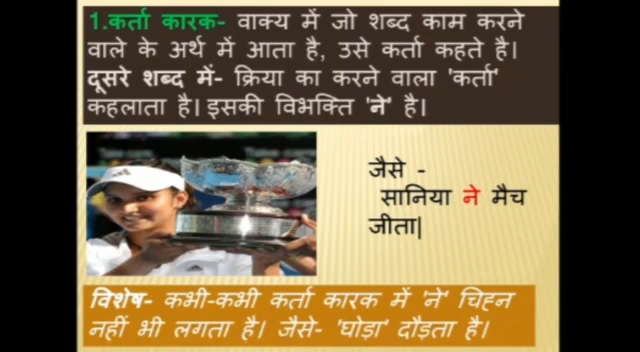 1.कर्ता कारक- वाक्य में जो शब्द काम करने
वाले के अर्थ में आता है, उसे कर्ता कहते है।
दूसरे शब्द में- क्रिया का करने वाला 'कर्ता'
कहलाता है। इसकी विभक्ति 'ने' है।
जैसे -
सानिया ने मैच
जीता|
विशेष- कभी-कभी कर्ता कारक में 'ने' चिह्न
नहीं भी लगता है। जैसे- 'घोड़ा' दौड़ता है।